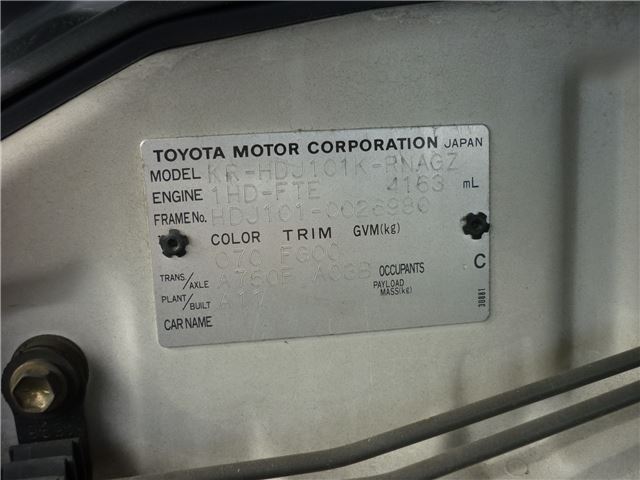 TOYOTA MOTOR CORPORATION JAPAN
MODEL KR-HDJ101K-RNAGZ
ENGINE 1HD-FTE 4163 mL
FRAME No. HDJ101-0026980
COLOR TRIM GVM(kg)
070 FG00
TRANS./AXLE A750F A03B OCCUPANTS C
PLANT/BUILT A17 PAYLOAD MASS(kg)
CAR NAME
30881